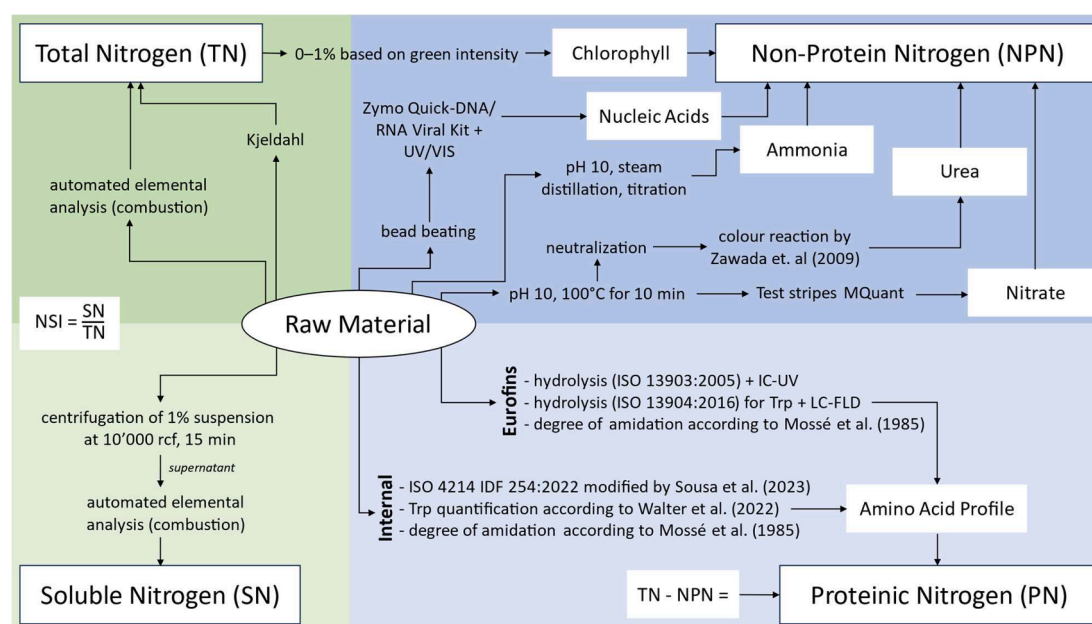 Total Nitrogen (TN)
0–1% based on green intensity
Chlorophyll
Non-Protein Nitrogen (NPN)
Zymo Quick-DNA/
RNA Viral Kit +
UV/VIS
Nucleic Acids
Kjeldahl
Ammonia
automated elemental
analysis (combustion)
pH 10, steam
distillation, titration
Urea
bead beating
neutralization
colour reaction by
Zawada et. al (2009)
pH 10, 100°C for 10 min
Test stripes MQuant
Nitrate
NSI = SN
TN
Raw Material
centrifugation of 1% suspension
at 10’000 rcf, 15 min
supernatant
automated elemental
analysis (combustion)
Soluble Nitrogen (SN)
Eurofins
- hydrolysis (ISO 13903:2005) + IC-UV
- hydrolysis (ISO 13904:2016) for Trp + LC-FLD
- degree of amidation according to Mossé et al. (1985)
Internal
- ISO 4214 IDF 254:2022 modified by Sousa et al. (2023)
- Trp quantification according to Walter et al. (2022)
- degree of amidation according to Mossé et al. (1985)
Amino Acid Profile
TN - NPN =
Proteinic Nitrogen (PN)